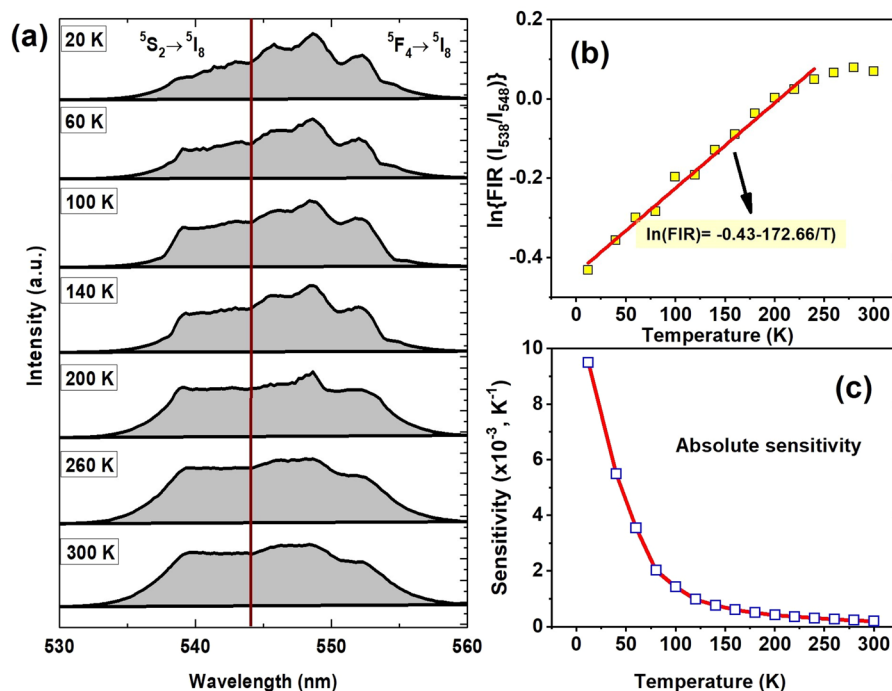 (a)
20 K
⁵S₂→⁵I₈
⁵F₄→⁵I₈
60 K
100 K
140 K
200 K
260 K
300 K
Intensity (a.u.)
530 540 550 560
Wavelength (nm)
(b)
ln{FIR (I₅₃₈/I₅₄₈)}
0.0
-0.2
-0.4
ln(FIR)= -0.43-172.66/T)
0 50 100 150 200 250 300
Temperature (K)
(c)
Absolute sensitivity
Sensitivity (x10⁻³, K⁻¹)
10
8
6
4
2
0
0 50 100 150 200 250 300
Temperature (K)